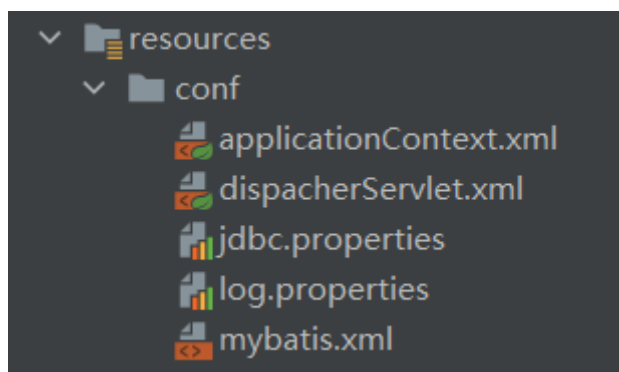 resources
conf
applicationContext.xml
dispacherServlet.xml
jdbc.properties
log.properties
mybatis.xml